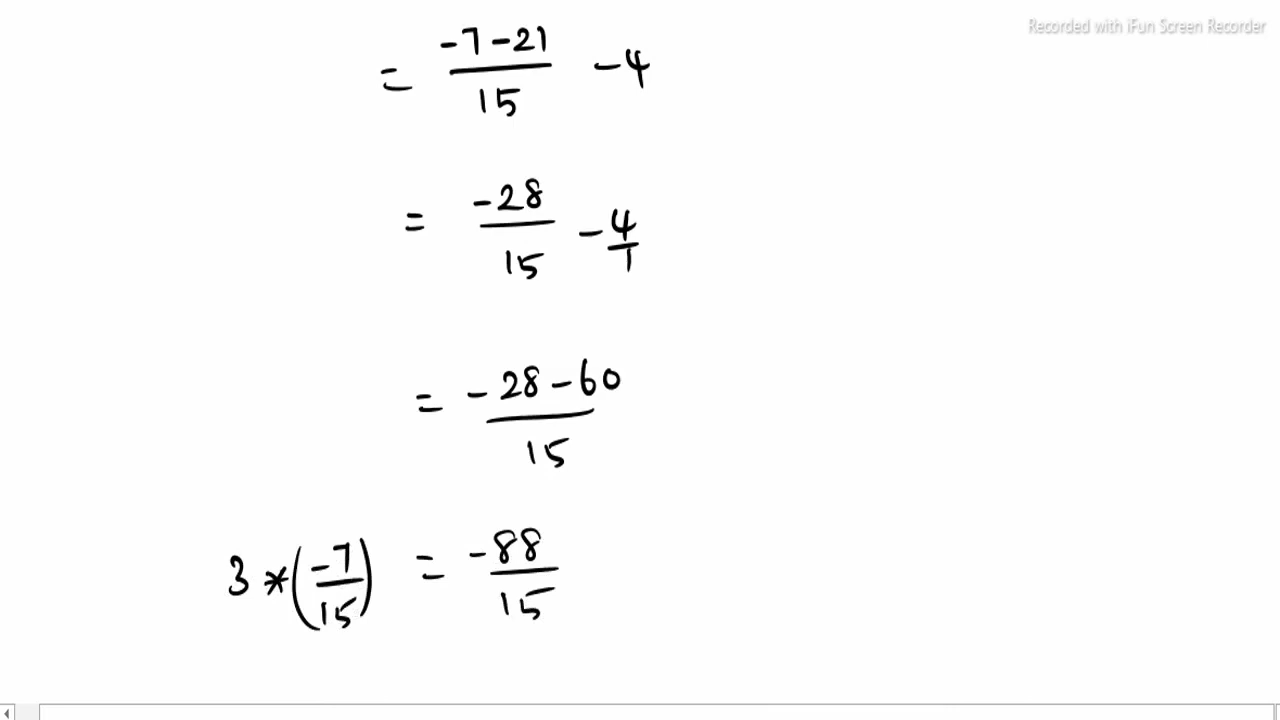 Recorded with iFun Screen Recorder
= -7-21/15 -4
= -28/15 -4/1
= -28-60/15
3*(-7/15) = -88/15